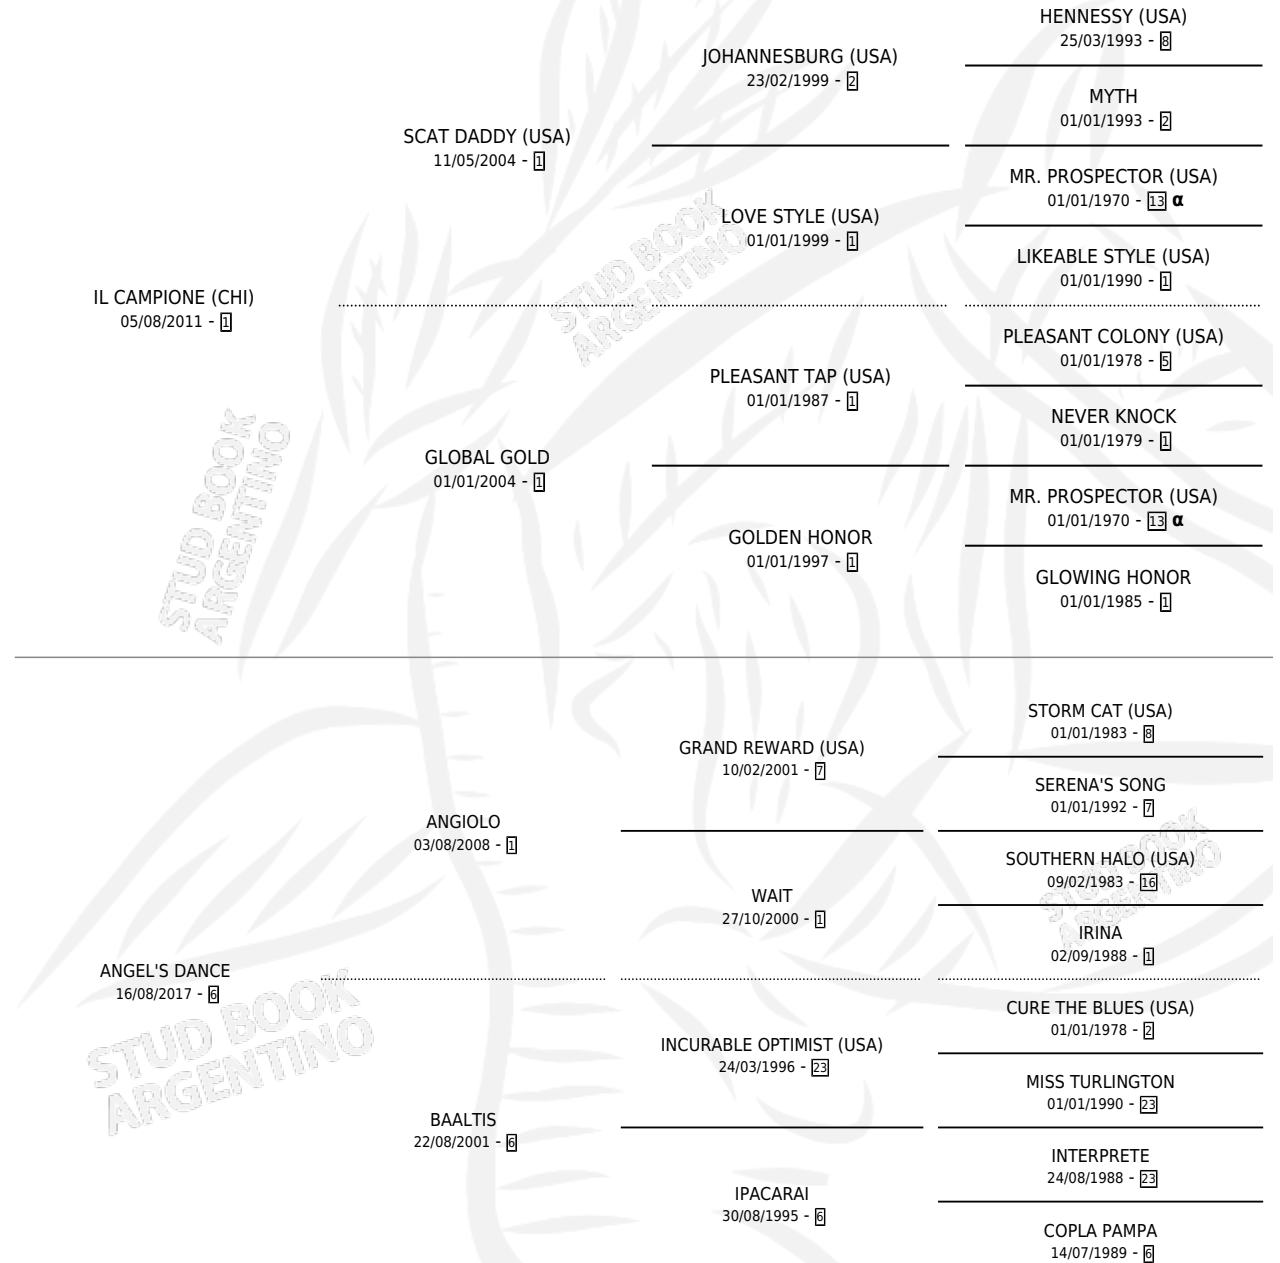 HENNESSY (USA)
25/03/1993 - 8
JOHANNESBURG (USA)
23/02/1999 - 2
MYTH
01/01/1993 - 2
SCAT DADDY (USA)
11/05/2004 - 1
MR. PROSPECTOR (USA)
01/01/1970 - 13 α
LOVE STYLE (USA)
01/01/1999 - 1
LIKEABLE STYLE (USA)
01/01/1990 - 1
IL CAMPIONE (CHI)
05/08/2011 - 1
PLEASANT COLONY (USA)
01/01/1978 - 5
PLEASANT TAP (USA)
01/01/1987 - 1
NEVER KNOCK
01/01/1979 - 1
GLOBAL GOLD
01/01/2004 - 1
MR. PROSPECTOR (USA)
01/01/1970 - 13 α
GOLDEN HONOR
01/01/1997 - 1
GLOWING HONOR
01/01/1985 - 1
STORM CAT (USA)
01/01/1983 - 8
GRAND REWARD (USA)
10/02/2001 - 7
SERENA'S SONG
01/01/1992 - 7
ANGIOLO
03/08/2008 - 1
SOUTHERN HALO (USA)
09/02/1983 - 16
WAIT
27/10/2000 - 1
IRINA
02/09/1988 - 1
ANGEL'S DANCE
16/08/2017 - 6
CURE THE BLUES (USA)
01/01/1978 - 2
INCURABLE OPTIMIST (USA)
24/03/1996 - 23
MISS TURLINGTON
01/01/1990 - 23
BAALTIS
22/08/2001 - 6
INTERPRETE
24/08/1988 - 23
IPACARAI
30/08/1995 - 6
COPLA PAMPA
14/07/1989 - 6
STUD BOOK
ARGENTINO
STUD BOOK
ARGENTINO
STUD BOOK
ARGENTINO
STUD BOOK
ARGENTINO